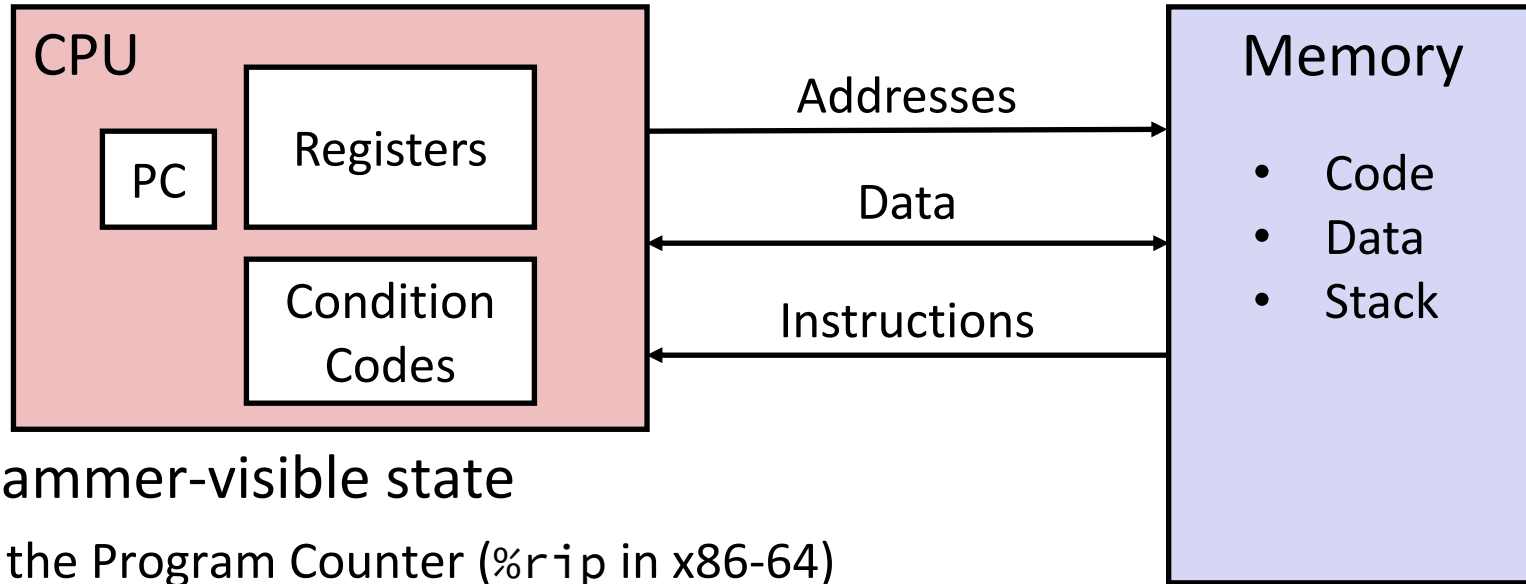 CPU
PC
Registers
Condition
Codes
Addresses
Data
Instructions
Memory
• Code
• Data
• Stack
ammer-visible state
the Program Counter (%rip in x86-64)